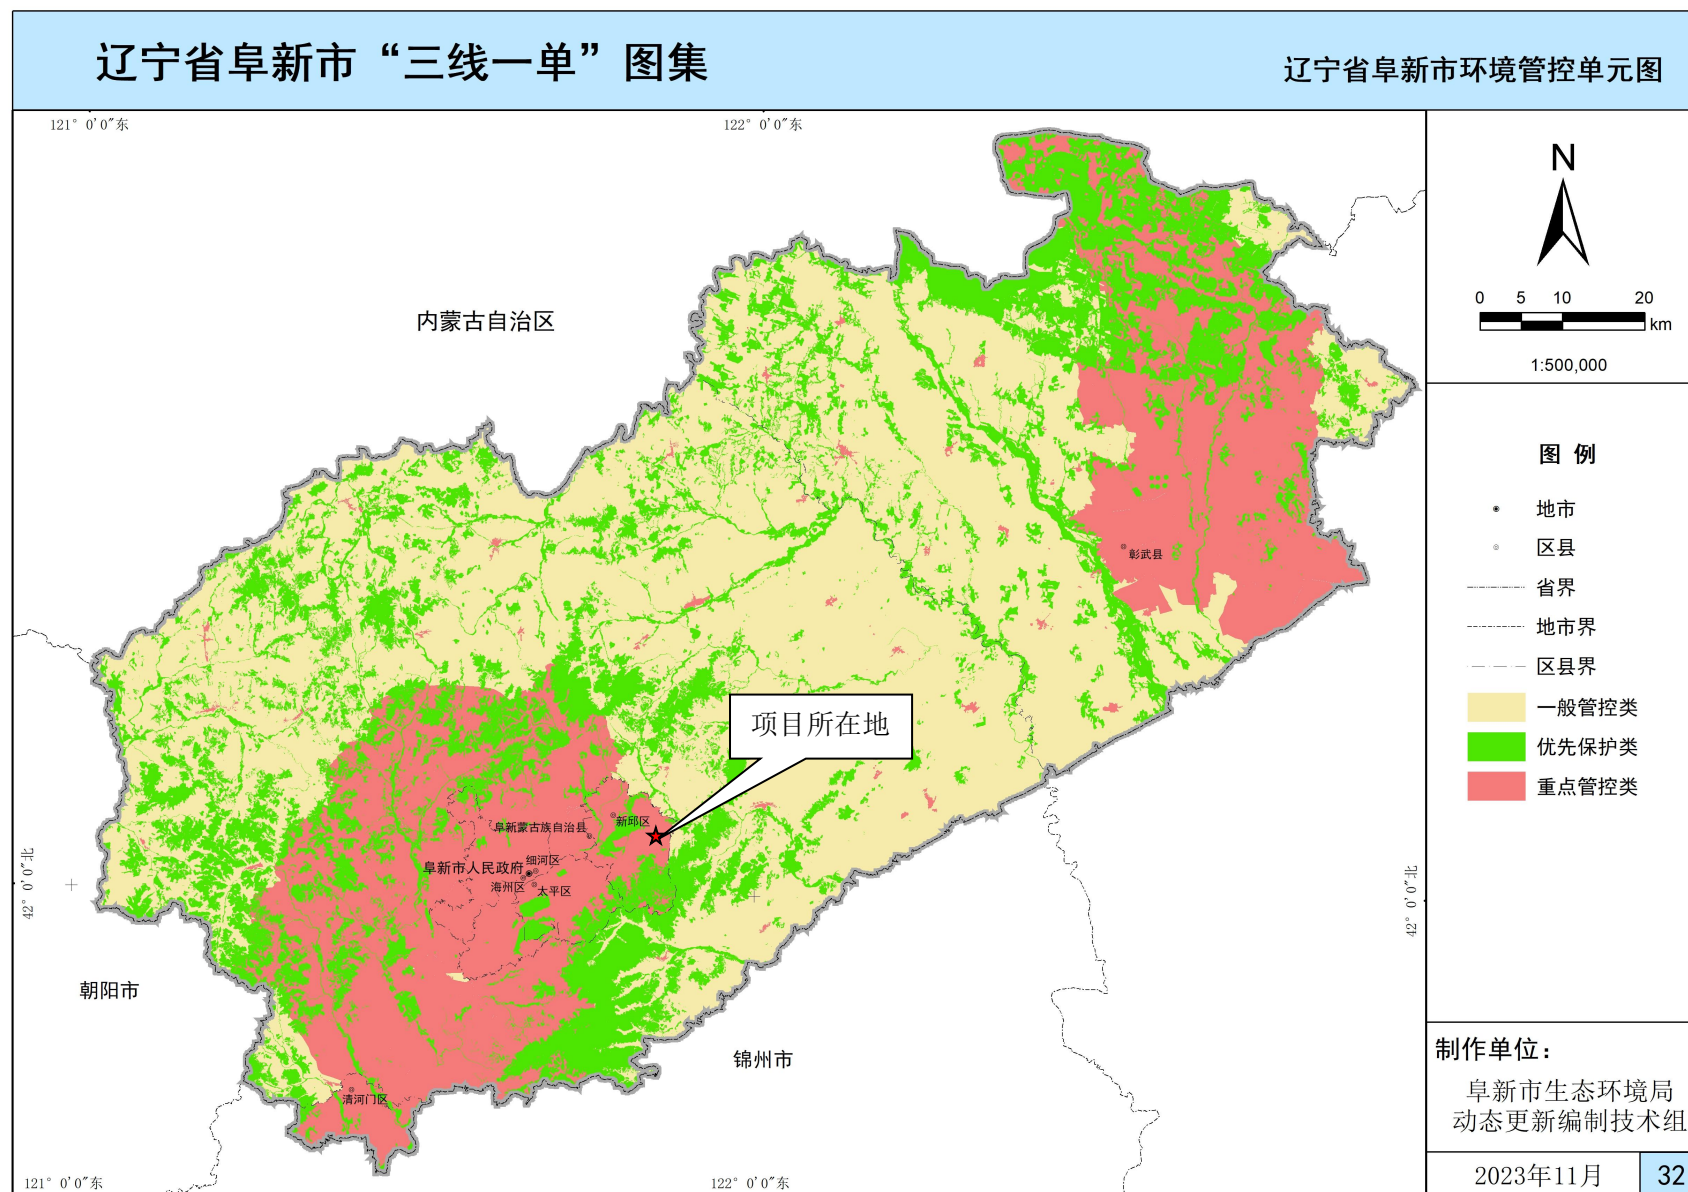 辽宁省阜新市“三线一单”图集
辽宁省阜新市环境管控单元图
121° 0′0″东
122° 0′0″东
N
0 5 10 20
km
1:500,000
内蒙古自治区
图 例
地市
区县
省界
地市界
区县界
一般管控类
优先保护类
重点管控类
彰武县
项目所在地
新邱区
阜新蒙古族自治县
细河区
阜新市人民政府
海州区
太平区
42° 0′0″北
42° 0′0″北
朝阳市
锦州市
清河门区
制作单位：
阜新市生态环境局
动态更新编制技术组
2023年11月
32
121° 0′0″东
122° 0′0″东